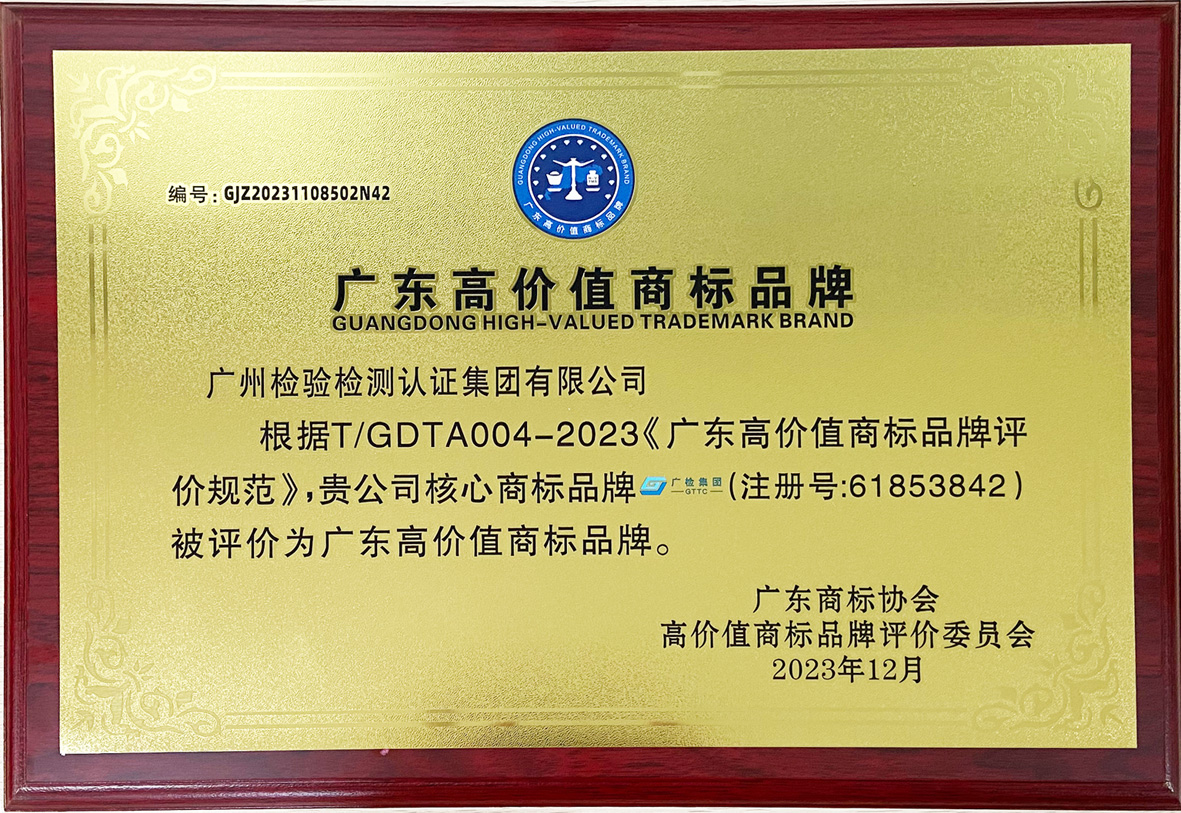 GUANGDONG HIGH-VALUED TRADEMARK BRAND
广东高价值商标品牌
编号：GJZ20231108502N42
广东高价值商标品牌
GUANGDONG HIGH-VALUED TRADEMARK BRAND
广州检验检测认证集团有限公司
根据T/GDTA004-2023《广东高价值商标品牌评
价规范》,贵公司核心商标品牌 广检集团 GTTC (注册号:61853842)
被评价为广东高价值商标品牌。
广东商标协会
高价值商标品牌评价委员会
2023年12月